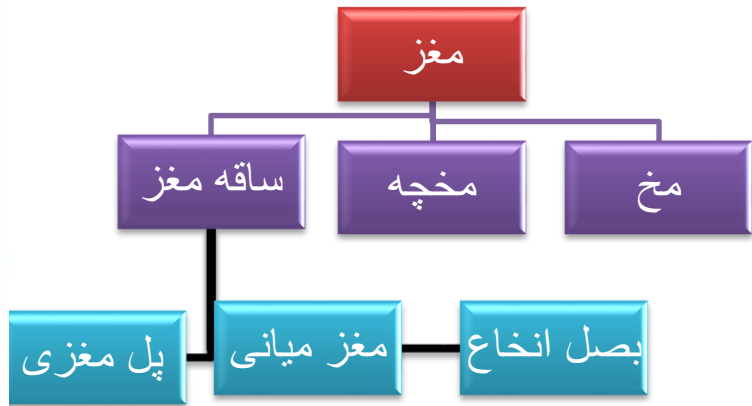 مغز
مخ
مخچه
ساقه مغز
بصل انخاع
مغز میانی
پل مغزی